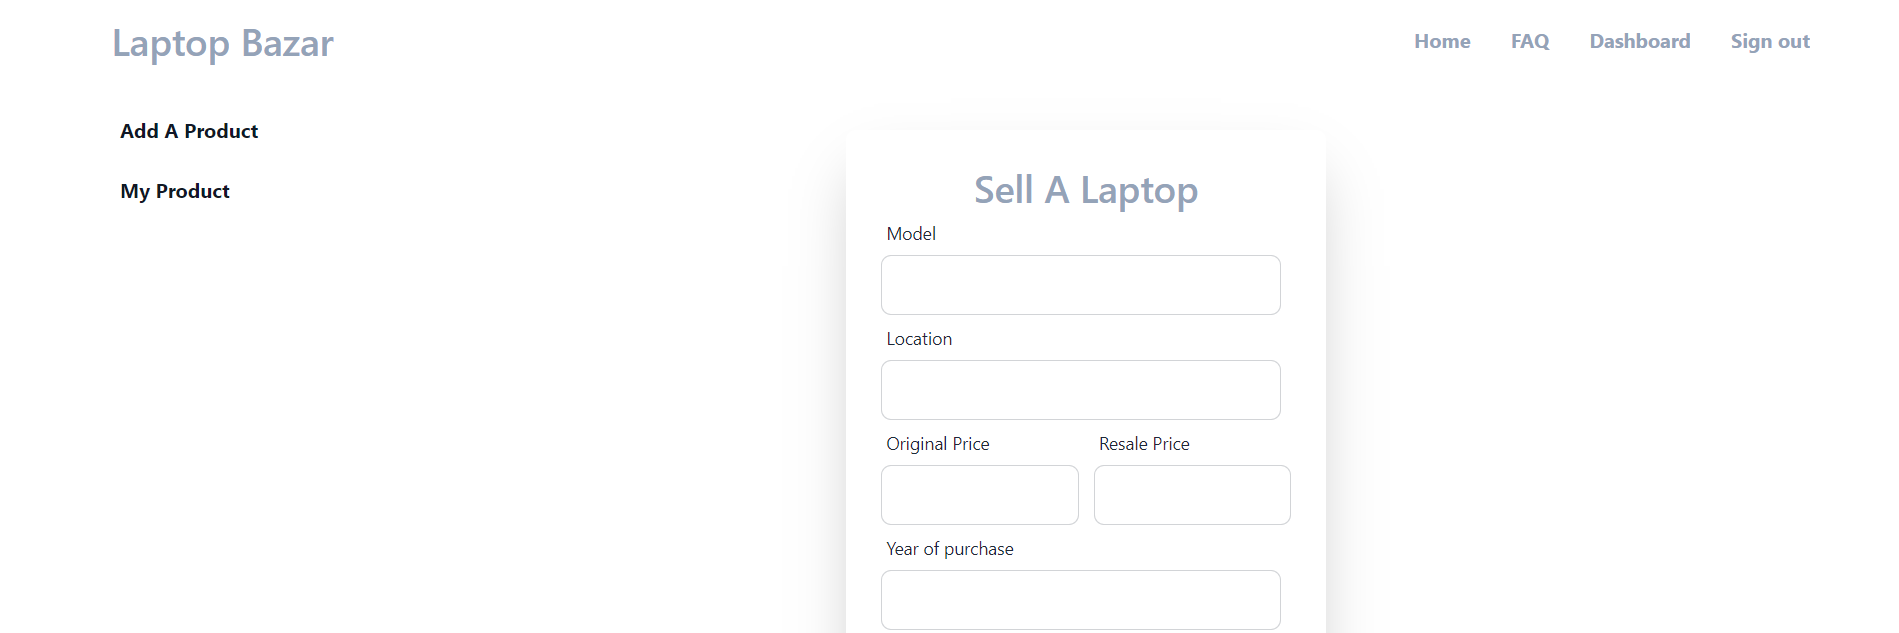 Laptop Bazar
Home FAQ Dashboard Sign out
Add A Product
My Product
Sell A Laptop
Model
Location
Original Price Resale Price
Year of purchase